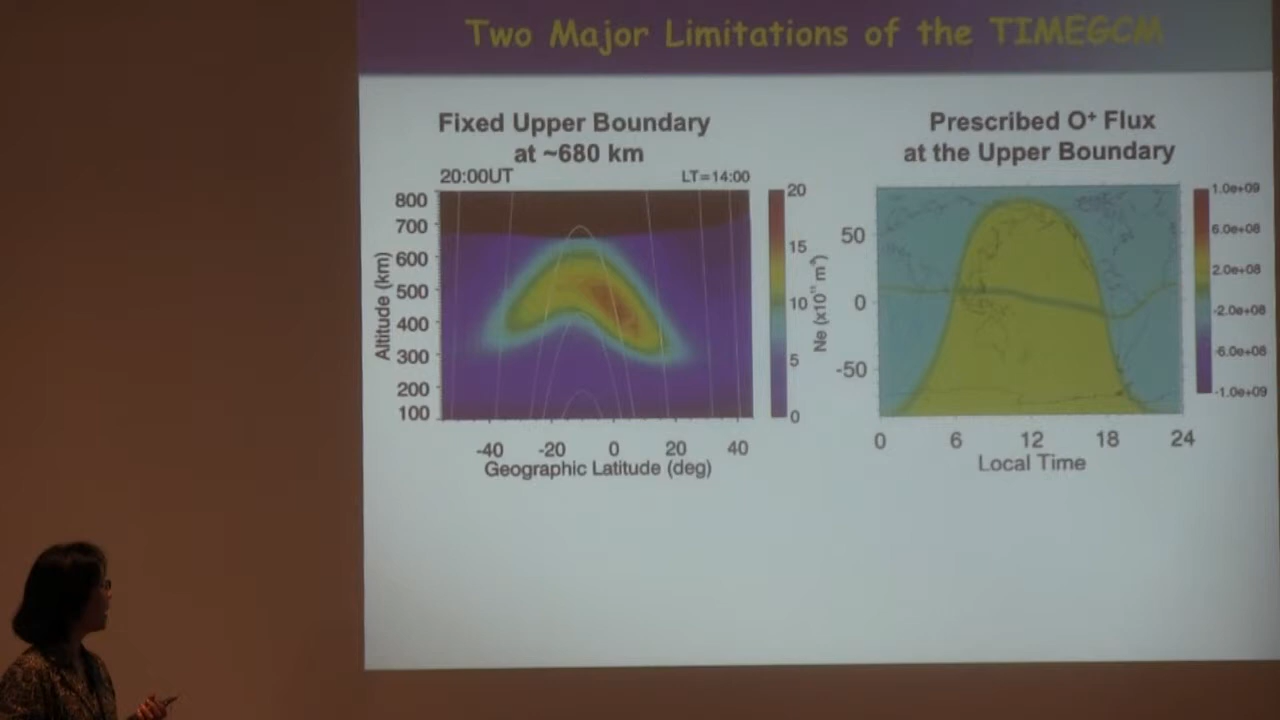 Two Major Limitations of the TIMEGCM
Fixed Upper Boundary
at ~680 km
20:00UT
LT=14:00
800
700
600
500
400
300
200
100
Altitude (km)
-40
-20
0
20
40
Geographic Latitude (deg)
20
15
10
5
0
Ne (x10¹¹ m⁻³)
Prescribed O⁺ Flux
at the Upper Boundary
50
0
-50
0
6
12
18
24
Local Time
1.0e+09
6.0e+08
2.0e+08
-2.0e+08
-6.0e+08
-1.0e+09